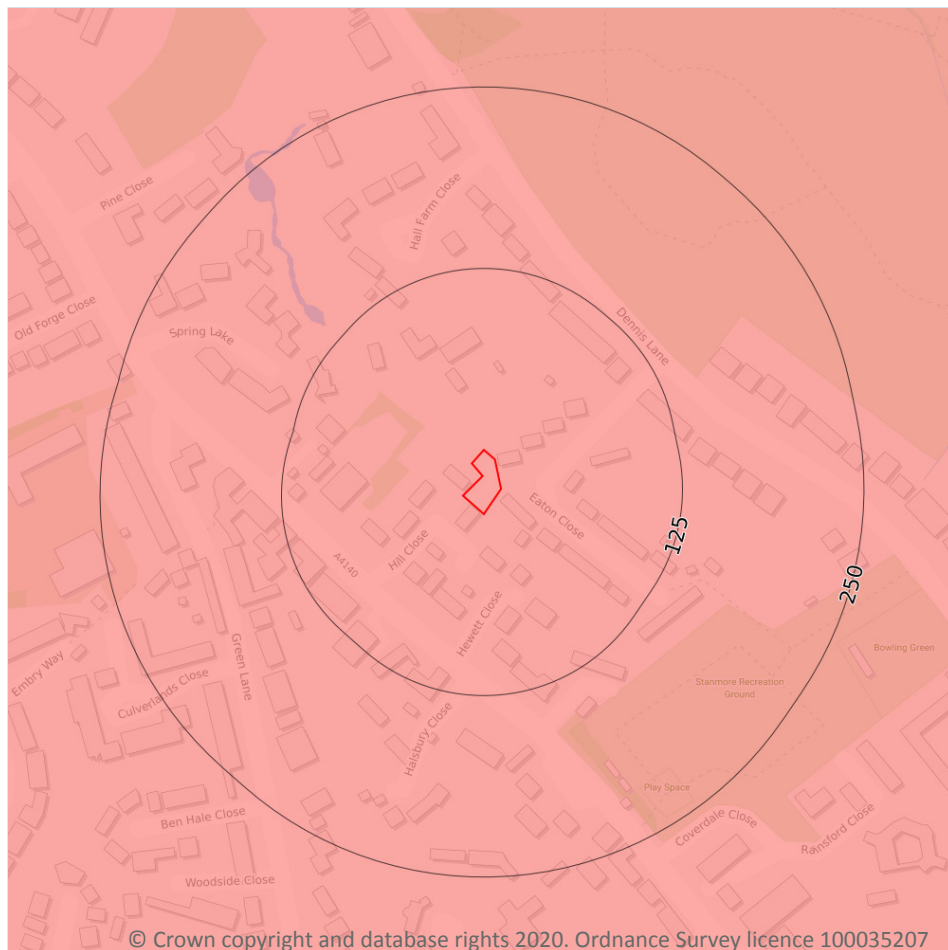 Pine Close
Hall Farm Close
Old Forge Close
Spring Lake
Dennis Lane
Eaton Close
125
A4140
Hill Close
250
Hewett Close
Green Lane
Embry Way
Culverlands Close
Bowling Green
Stanmore Recreation
Ground
Halsbury Close
Play Space
Ben Hale Close
Coverdale Close
Rainsford Close
Woodside Close
© Crown copyright and database rights 2020. Ordnance Survey licence 100035207